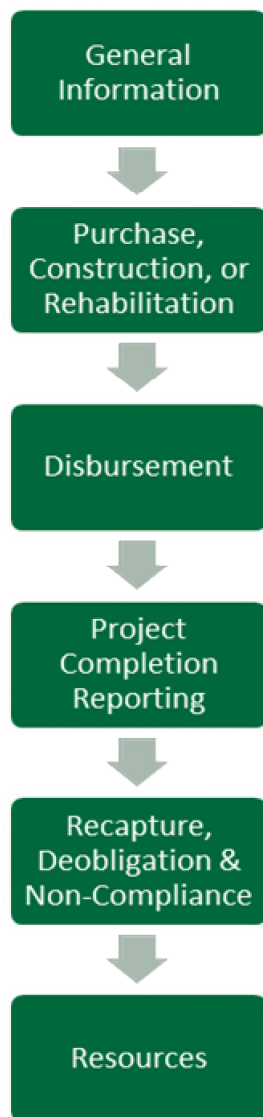 General
Information
Purchase,
Construction, or
Rehabilitation
Disbursement
Project
Completion
Reporting
Recapture,
Deobligation &
Non-Compliance
Resources